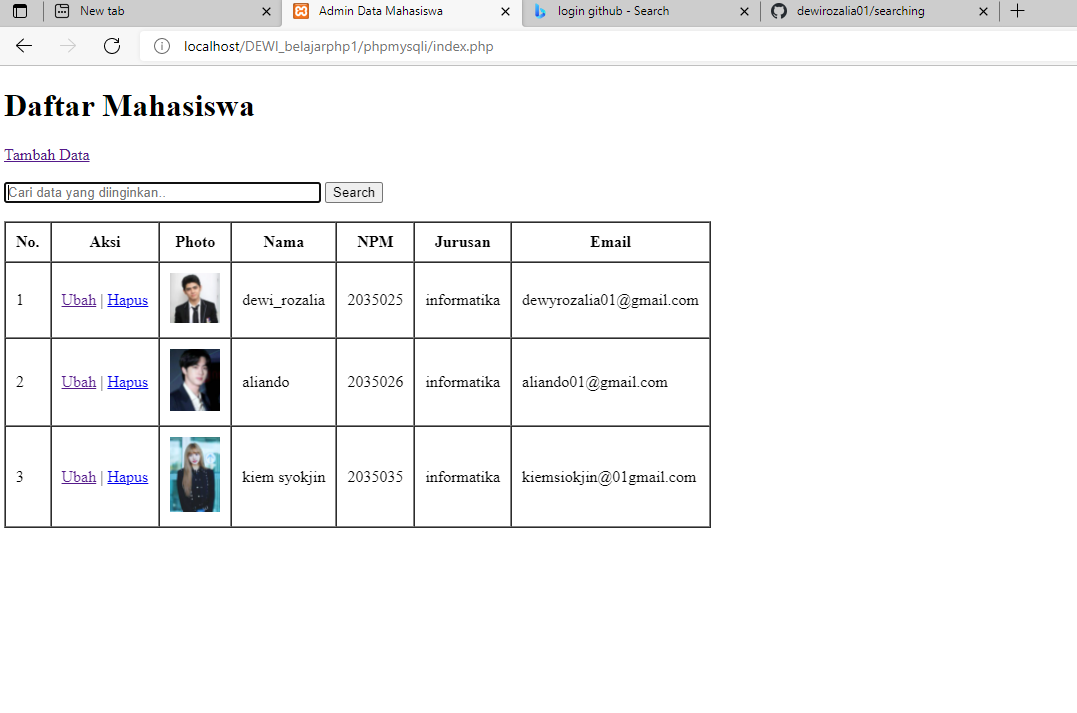 New tab
Admin Data Mahasiswa
login github - Search
dewirozalia01/searching
localhost/DEWI_belajarphp1/phpmysqli/index.php
Daftar Mahasiswa
Tambah Data
Cari data yang diinginkan.. Search
No. Aksi Photo Nama NPM Jurusan Email
1 Ubah | Hapus dewi_rozalia 2035025 informatika dewyrozalia01@gmail.com
2 Ubah | Hapus aliando 2035026 informatika aliando01@gmail.com
3 Ubah | Hapus kiem syokjin 2035035 informatika kiemsiokjin@01gmail.com